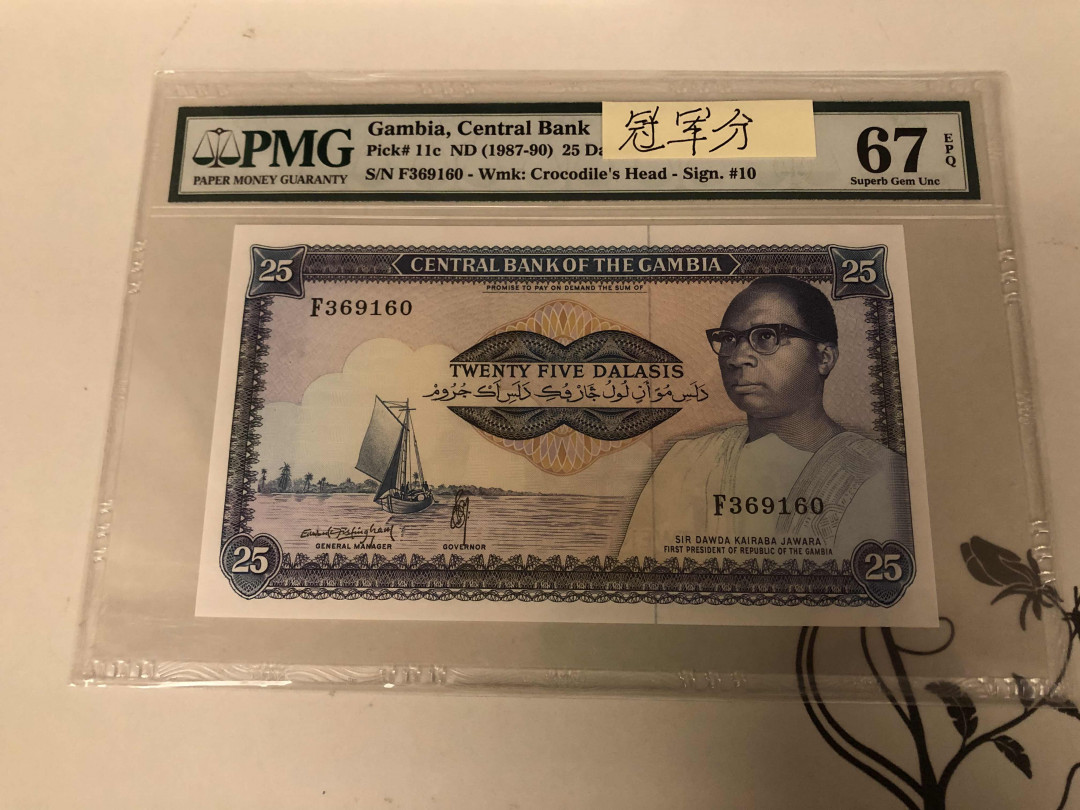 PMG
PAPER MONEY GUARANTY
Gambia, Central Bank
Pick# 11c ND (1987-90) 25
S/N F369160 - Wmk: Crocodile's Head - Sign. #10
冠军分
67
EPQ
Superb Gem Unc
25
CENTRAL BANK OF THE GAMBIA
25
PROMISE TO PAY ON DEMAND THE SUM OF
F369160
TWENTY FIVE DALASIS
F369160
GENERAL MANAGER
GOVERNOR
SIR DAWDA KAIRABA JAWARA
FIRST PRESIDENT OF REPUBLIC OF THE GAMBIA
25
25